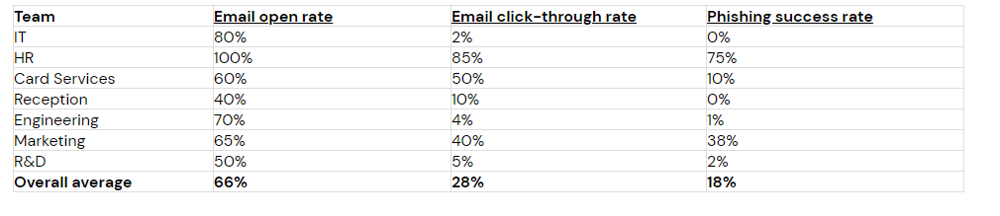 Team Email open rate Email click-through rate Phishing success rate
IT 80% 2% 0%
HR 100% 85% 75%
Card Services 60% 50% 10%
Reception 40% 10% 0%
Engineering 70% 4% 1%
Marketing 65% 40% 38%
R&D 50% 5% 2%
Overall average 66% 28% 18%